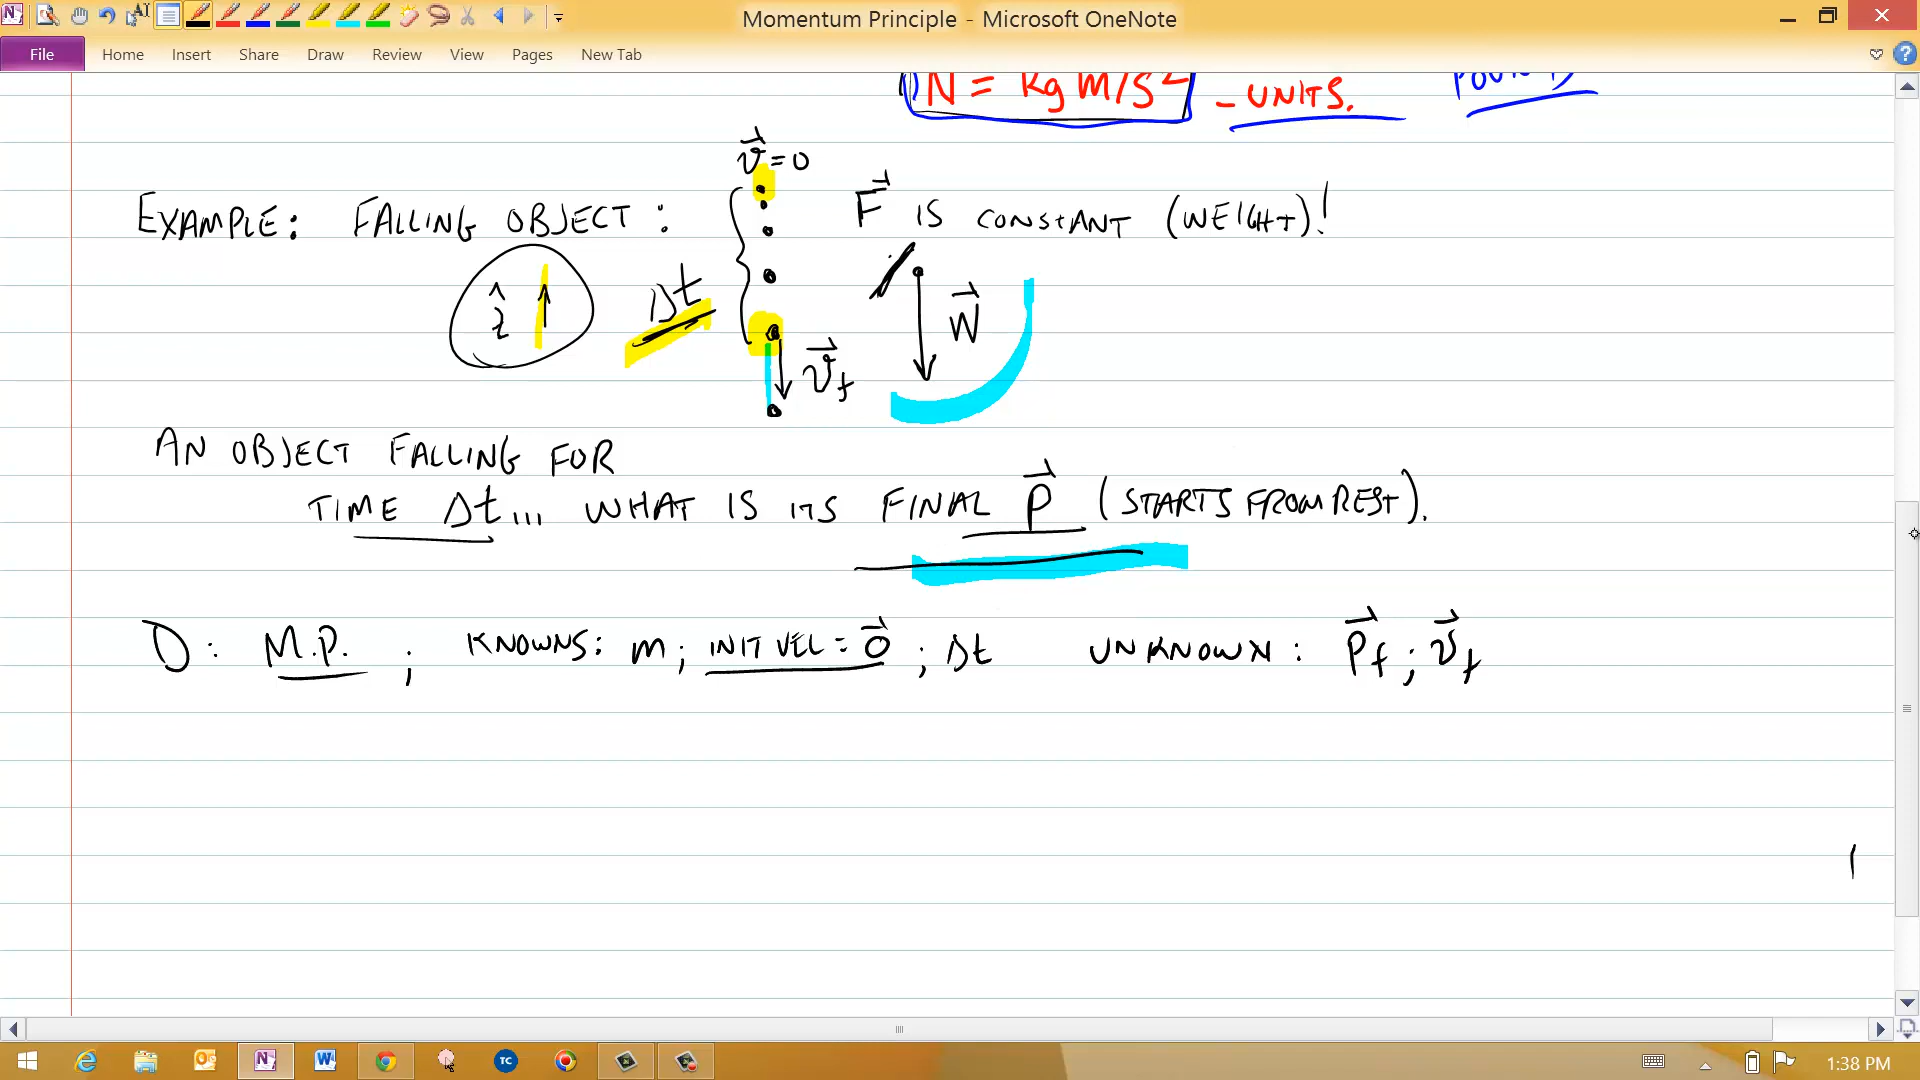 Momentum Principle - Microsoft OneNote
File Home Insert Share Draw Review View Pages New Tab
N = kg m/s² - UNITS.
v⃗ = 0
EXAMPLE: FALLING OBJECT: F⃗ IS CONSTANT (WEIGHT)!
ẑ ↑ Δt W⃗
v⃗f
AN OBJECT FALLING FOR
TIME Δt... WHAT IS ITS FINAL P⃗ (STARTS FROM REST).
D: M.P. ; KNOWNS: m; INIT VEL = 0⃗ ; Δt UNKNOWN: P⃗f ; v⃗f
TC
1:38 PM